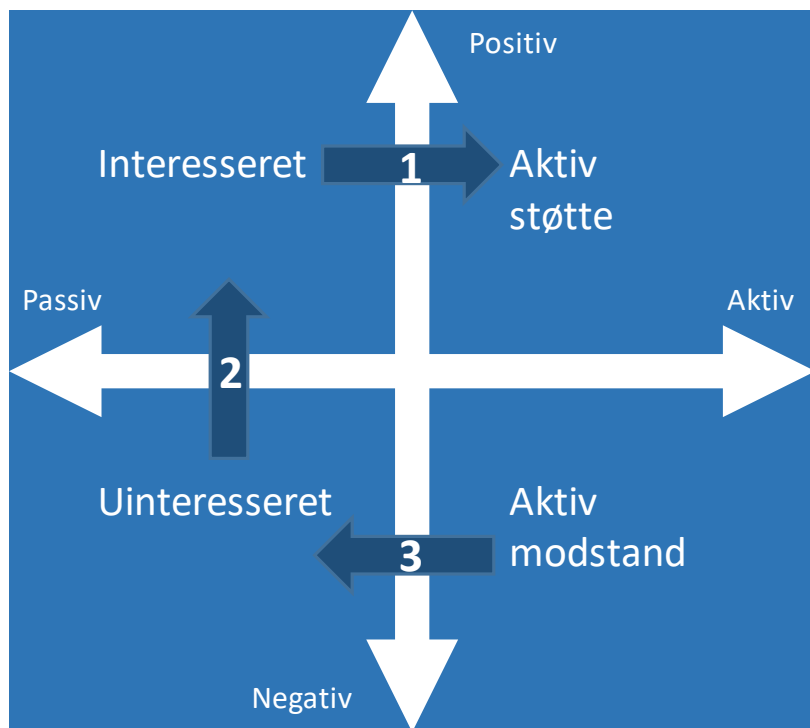 Positiv
Interesseret
1
Aktiv
støtte
Passiv
Aktiv
2
Uinteresseret
Aktiv
modstand
3
Negativ